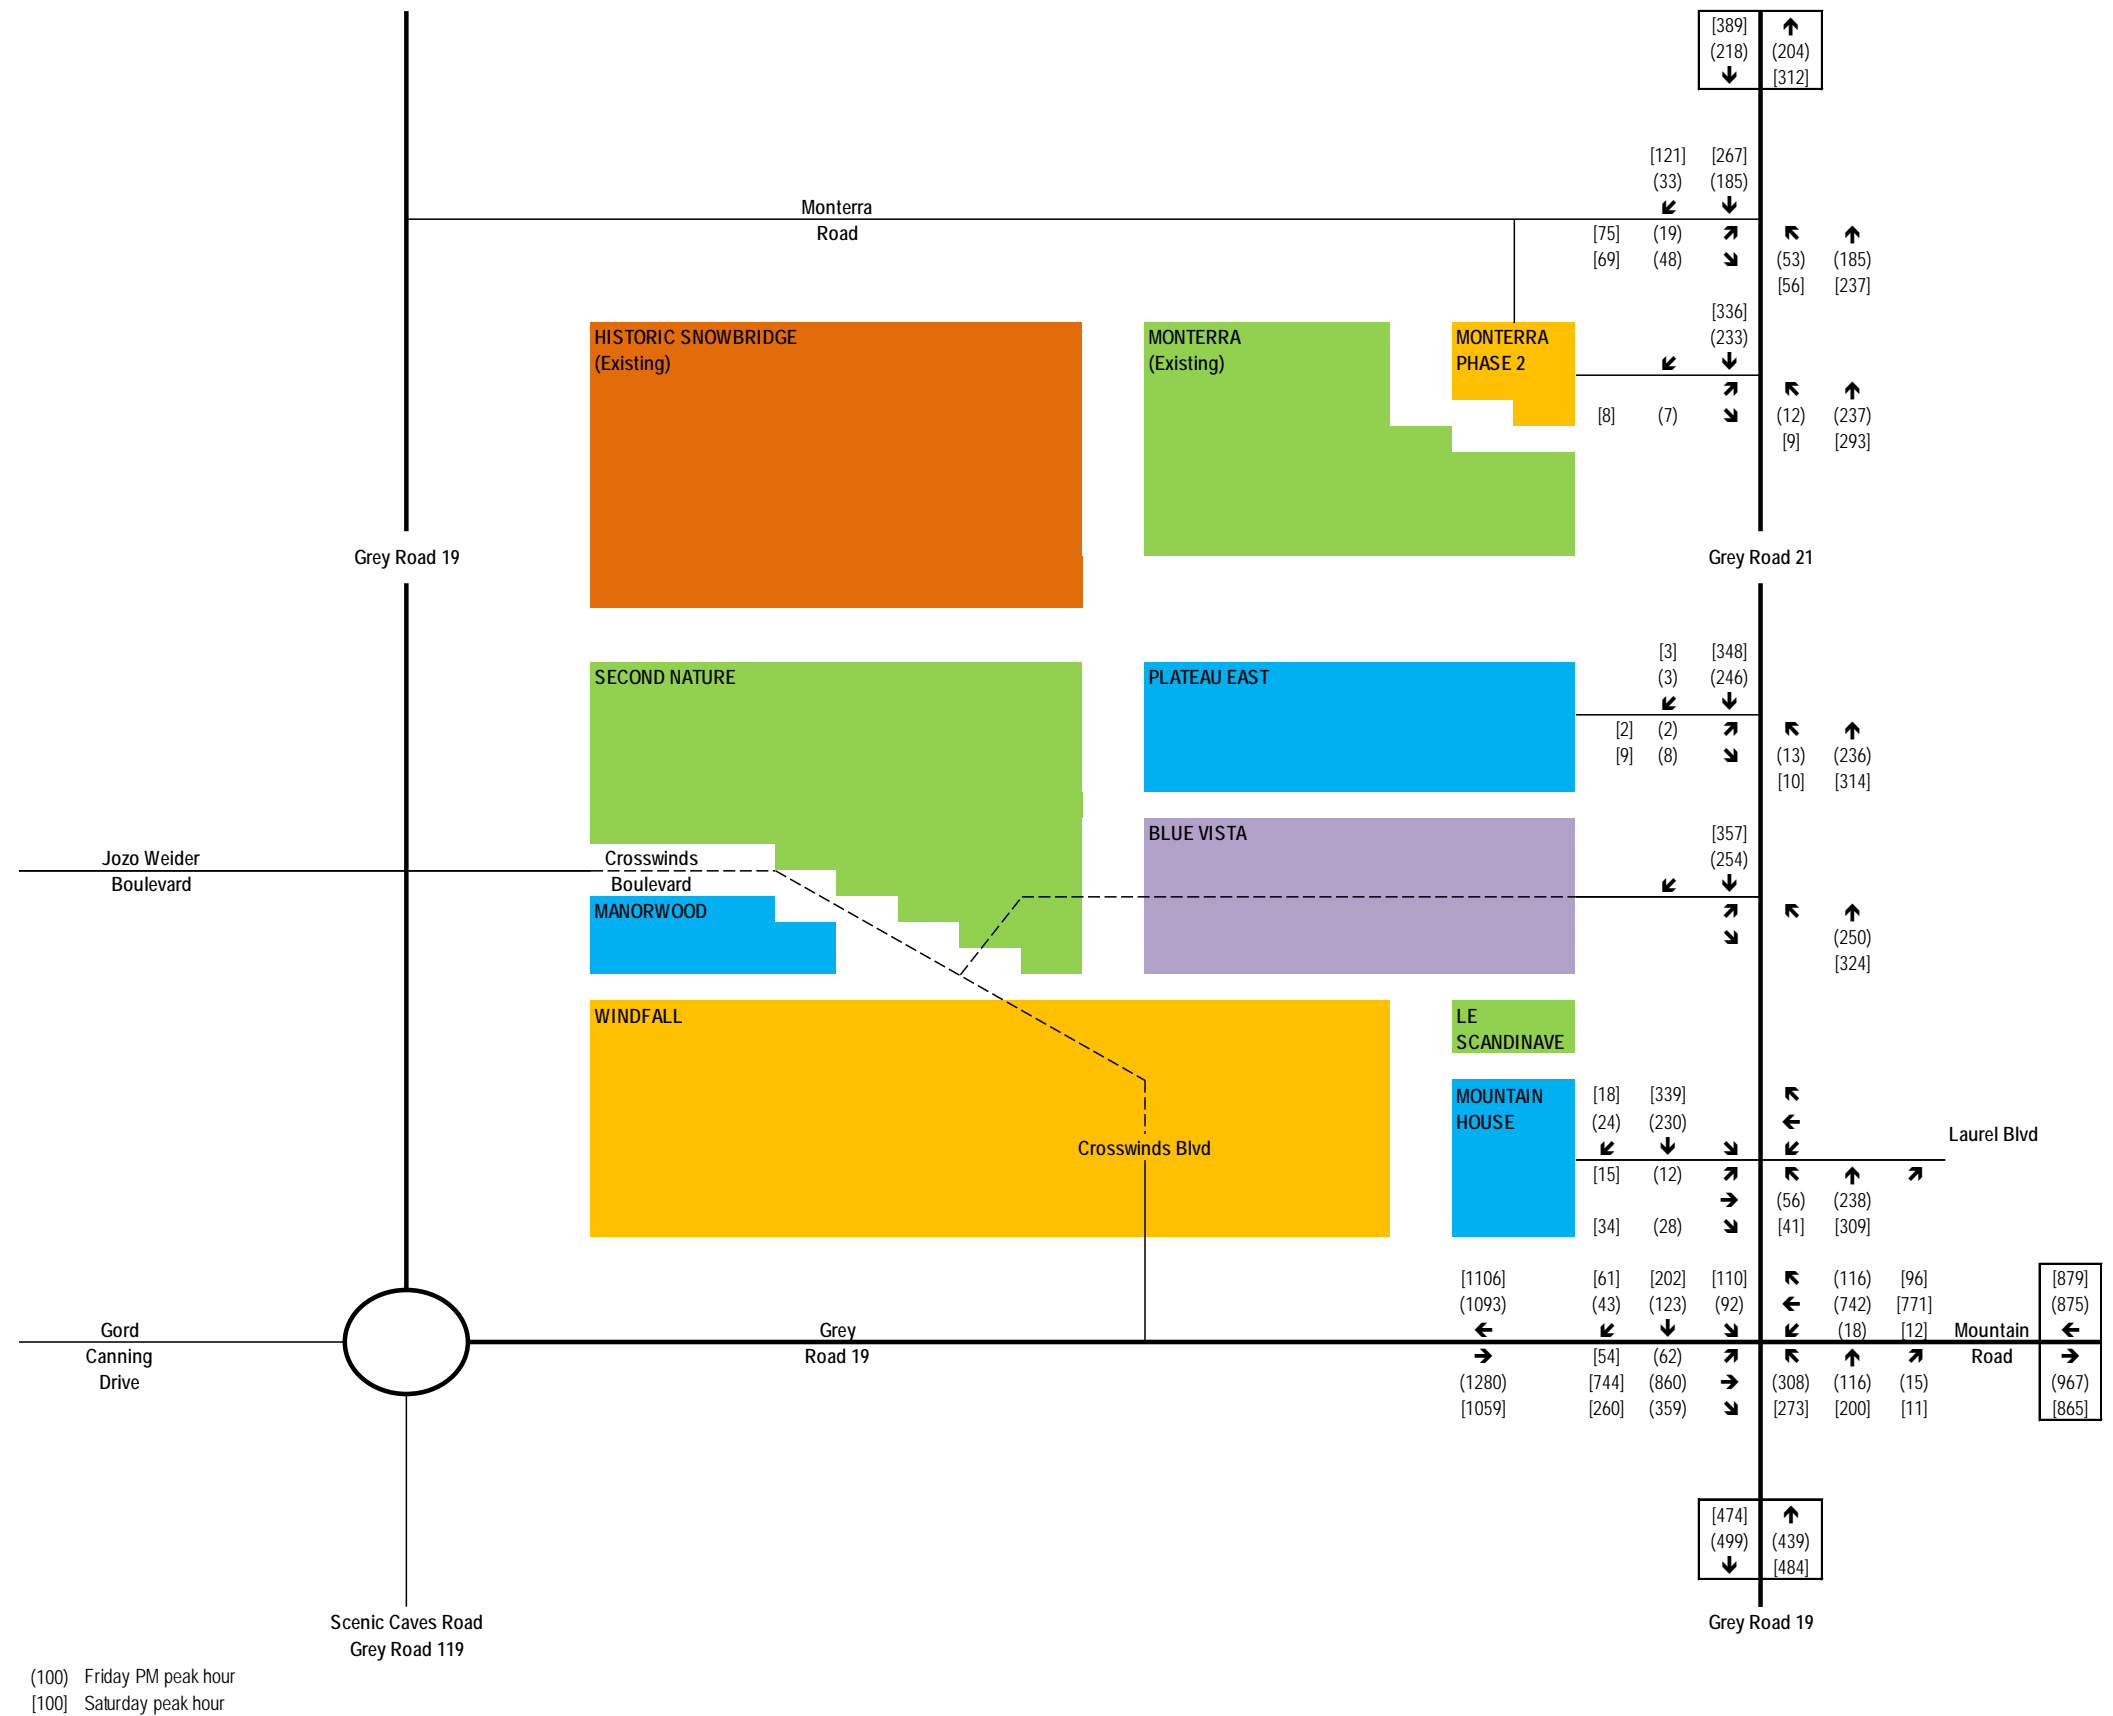 [389]
(218) (204)
[312]
[121] [267]
(33) (185)
Monterra
Road
[75] (19)
[69] (48) (53) (185)
[56] [237]
[336]
HISTORIC SNOWBRIDGE MONTERRA MONTERRA (233)
(Existing) (Existing) PHASE 2
[8] (7) (12) (237)
[9] [293]
Grey Road 19 Grey Road 21
[3] [348]
SECOND NATURE PLATEAU EAST (3) (246)
[2] (2)
[9] (8) (13) (236)
[10] [314]
BLUE VISTA [357]
Jozo Weider Crosswinds (254)
Boulevard Boulevard
MANORWOOD
(250)
[324]
WINDFALL LE
SCANDINAVE
MOUNTAIN [18] [339]
HOUSE (24) (230)
Crosswinds Blvd Laurel Blvd
[15] (12)
(56) (238)
[34] (28) [41] [309]
[1106] [61] [202] [110] (116) [96] [879]
(1093) (43) (123) (92) (742) [771] (875)
Gord Grey (18) [12] Mountain
Canning Road 19 [54] (62) Road
Drive (1280) [744] (860) (308) (116) (15) (967)
[1059] [260] (359) [273] [200] [11] [865]
[474]
(499) (439)
[484]
Scenic Caves Road Grey Road 19
Grey Road 119
(100) Friday PM peak hour
[100] Saturday peak hour